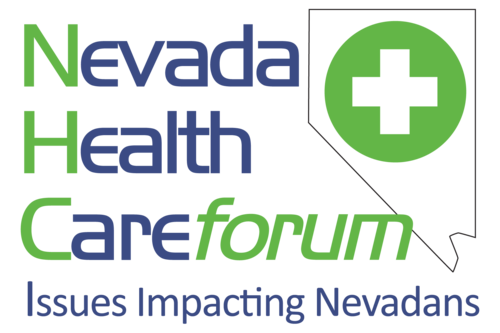 Nevada
Health
Careforum
Issues Impacting Nevadans